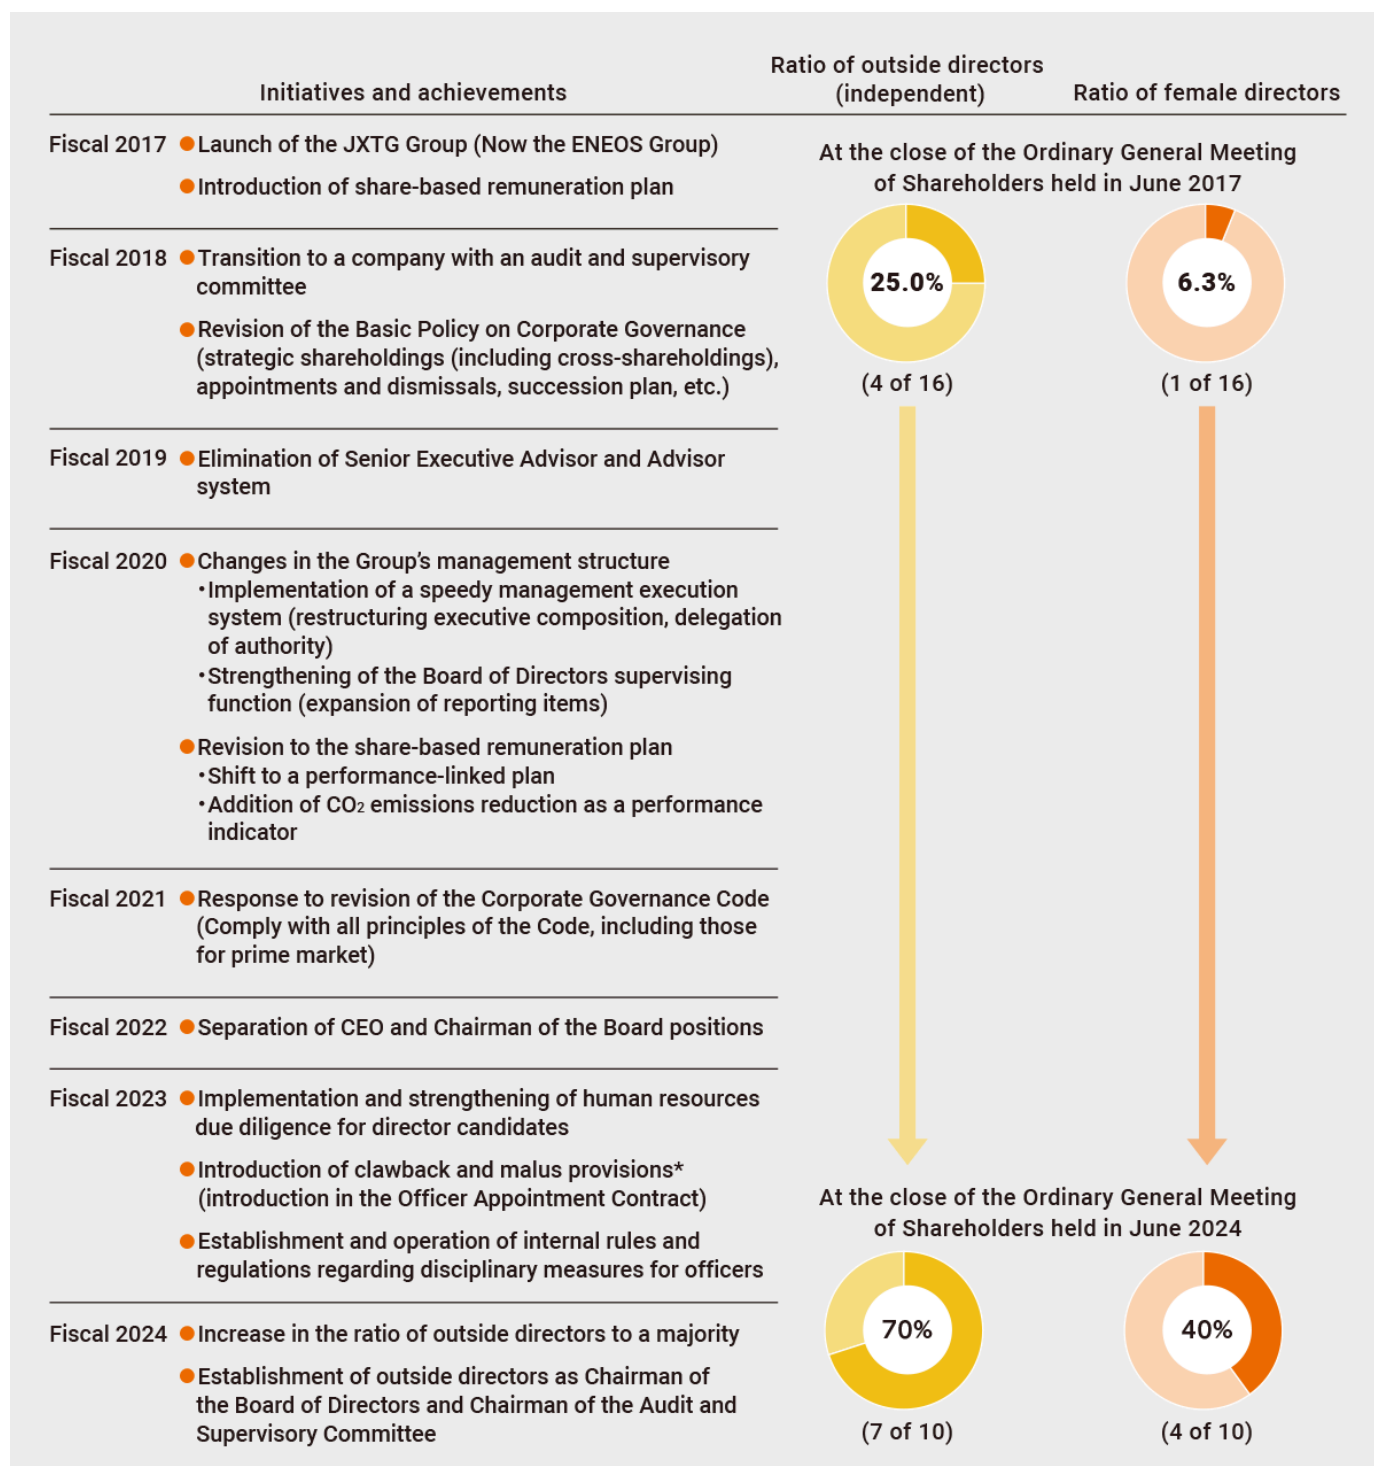 Initiatives and achievements
Ratio of outside directors
(independent)
Ratio of female directors
Fiscal 2017
●Launch of the JXTG Group (Now the ENEOS Group)
●Introduction of share-based remuneration plan
Fiscal 2018
●Transition to a company with an audit and supervisory
committee
●Revision of the Basic Policy on Corporate Governance
(strategic shareholdings (including cross-shareholdings),
appointments and dismissals, succession plan, etc.)
Fiscal 2019
●Elimination of Senior Executive Advisor and Advisor
system
Fiscal 2020
●Changes in the Group’s management structure
・Implementation of a speedy management execution
system (restructuring executive composition, delegation
of authority)
・Strengthening of the Board of Directors supervising
function (expansion of reporting items)
●Revision to the share-based remuneration plan
・Shift to a performance-linked plan
・Addition of CO₂ emissions reduction as a performance
indicator
Fiscal 2021
●Response to revision of the Corporate Governance Code
(Comply with all principles of the Code, including those
for prime market)
Fiscal 2022
●Separation of CEO and Chairman of the Board positions
Fiscal 2023
●Implementation and strengthening of human resources
due diligence for director candidates
●Introduction of clawback and malus provisions*
(introduction in the Officer Appointment Contract)
●Establishment and operation of internal rules and
regulations regarding disciplinary measures for officers
Fiscal 2024
●Increase in the ratio of outside directors to a majority
●Establishment of outside directors as Chairman of
the Board of Directors and Chairman of the Audit and
Supervisory Committee
At the close of the Ordinary General Meeting
of Shareholders held in June 2017
25.0%
(4 of 16)
6.3%
(1 of 16)
At the close of the Ordinary General Meeting
of Shareholders held in June 2024
70%
(7 of 10)
40%
(4 of 10)